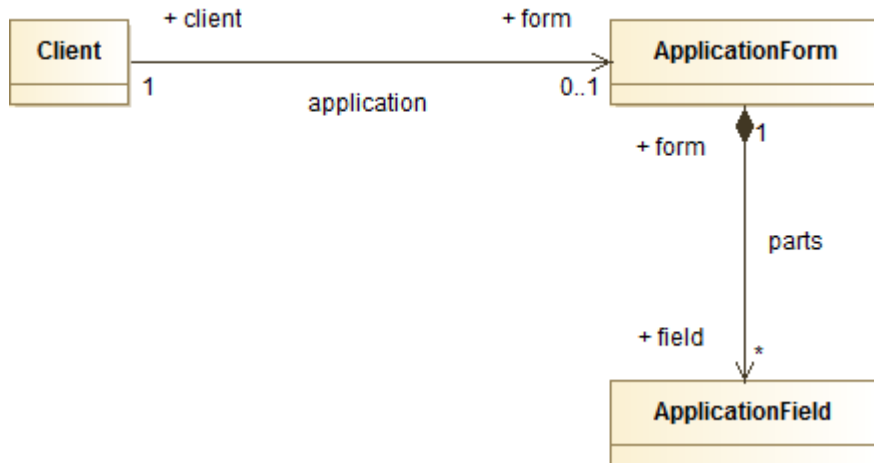 + client
+ form
Client
ApplicationForm
1
0..1
application
+ form
1
parts
+ field
*
ApplicationField